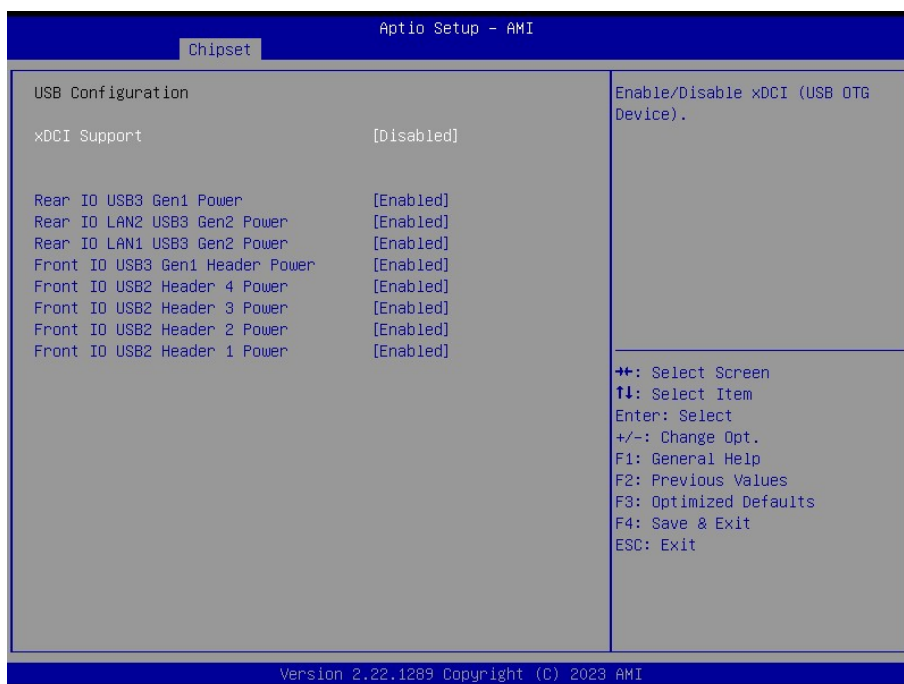 Aptio Setup – AMI
Chipset
USB Configuration
xDCI Support [Disabled]
Rear IO USB3 Gen1 Power [Enabled]
Rear IO LAN2 USB3 Gen2 Power [Enabled]
Rear IO LAN1 USB3 Gen2 Power [Enabled]
Front IO USB3 Gen1 Header Power [Enabled]
Front IO USB2 Header 4 Power [Enabled]
Front IO USB2 Header 3 Power [Enabled]
Front IO USB2 Header 2 Power [Enabled]
Front IO USB2 Header 1 Power [Enabled]
Enable/Disable xDCI (USB OTG
Device).
→←: Select Screen
↑↓: Select Item
Enter: Select
+/-: Change Opt.
F1: General Help
F2: Previous Values
F3: Optimized Defaults
F4: Save & Exit
ESC: Exit
Version 2.22.1289 Copyright (C) 2023 AMI